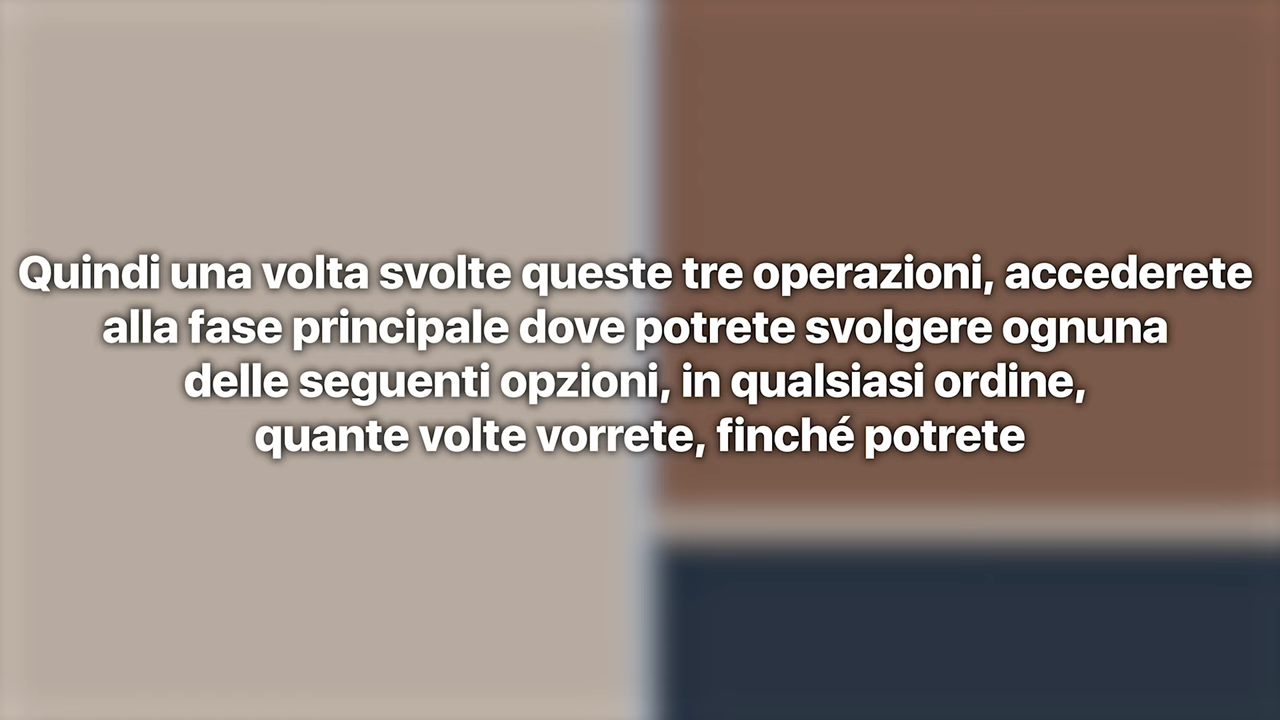 Quindi una volta svolte queste tre operazioni, accederete
alla fase principale dove potrete svolgere ognuna
delle seguenti opzioni, in qualsiasi ordine,
quante volte vorrete, finché potrete